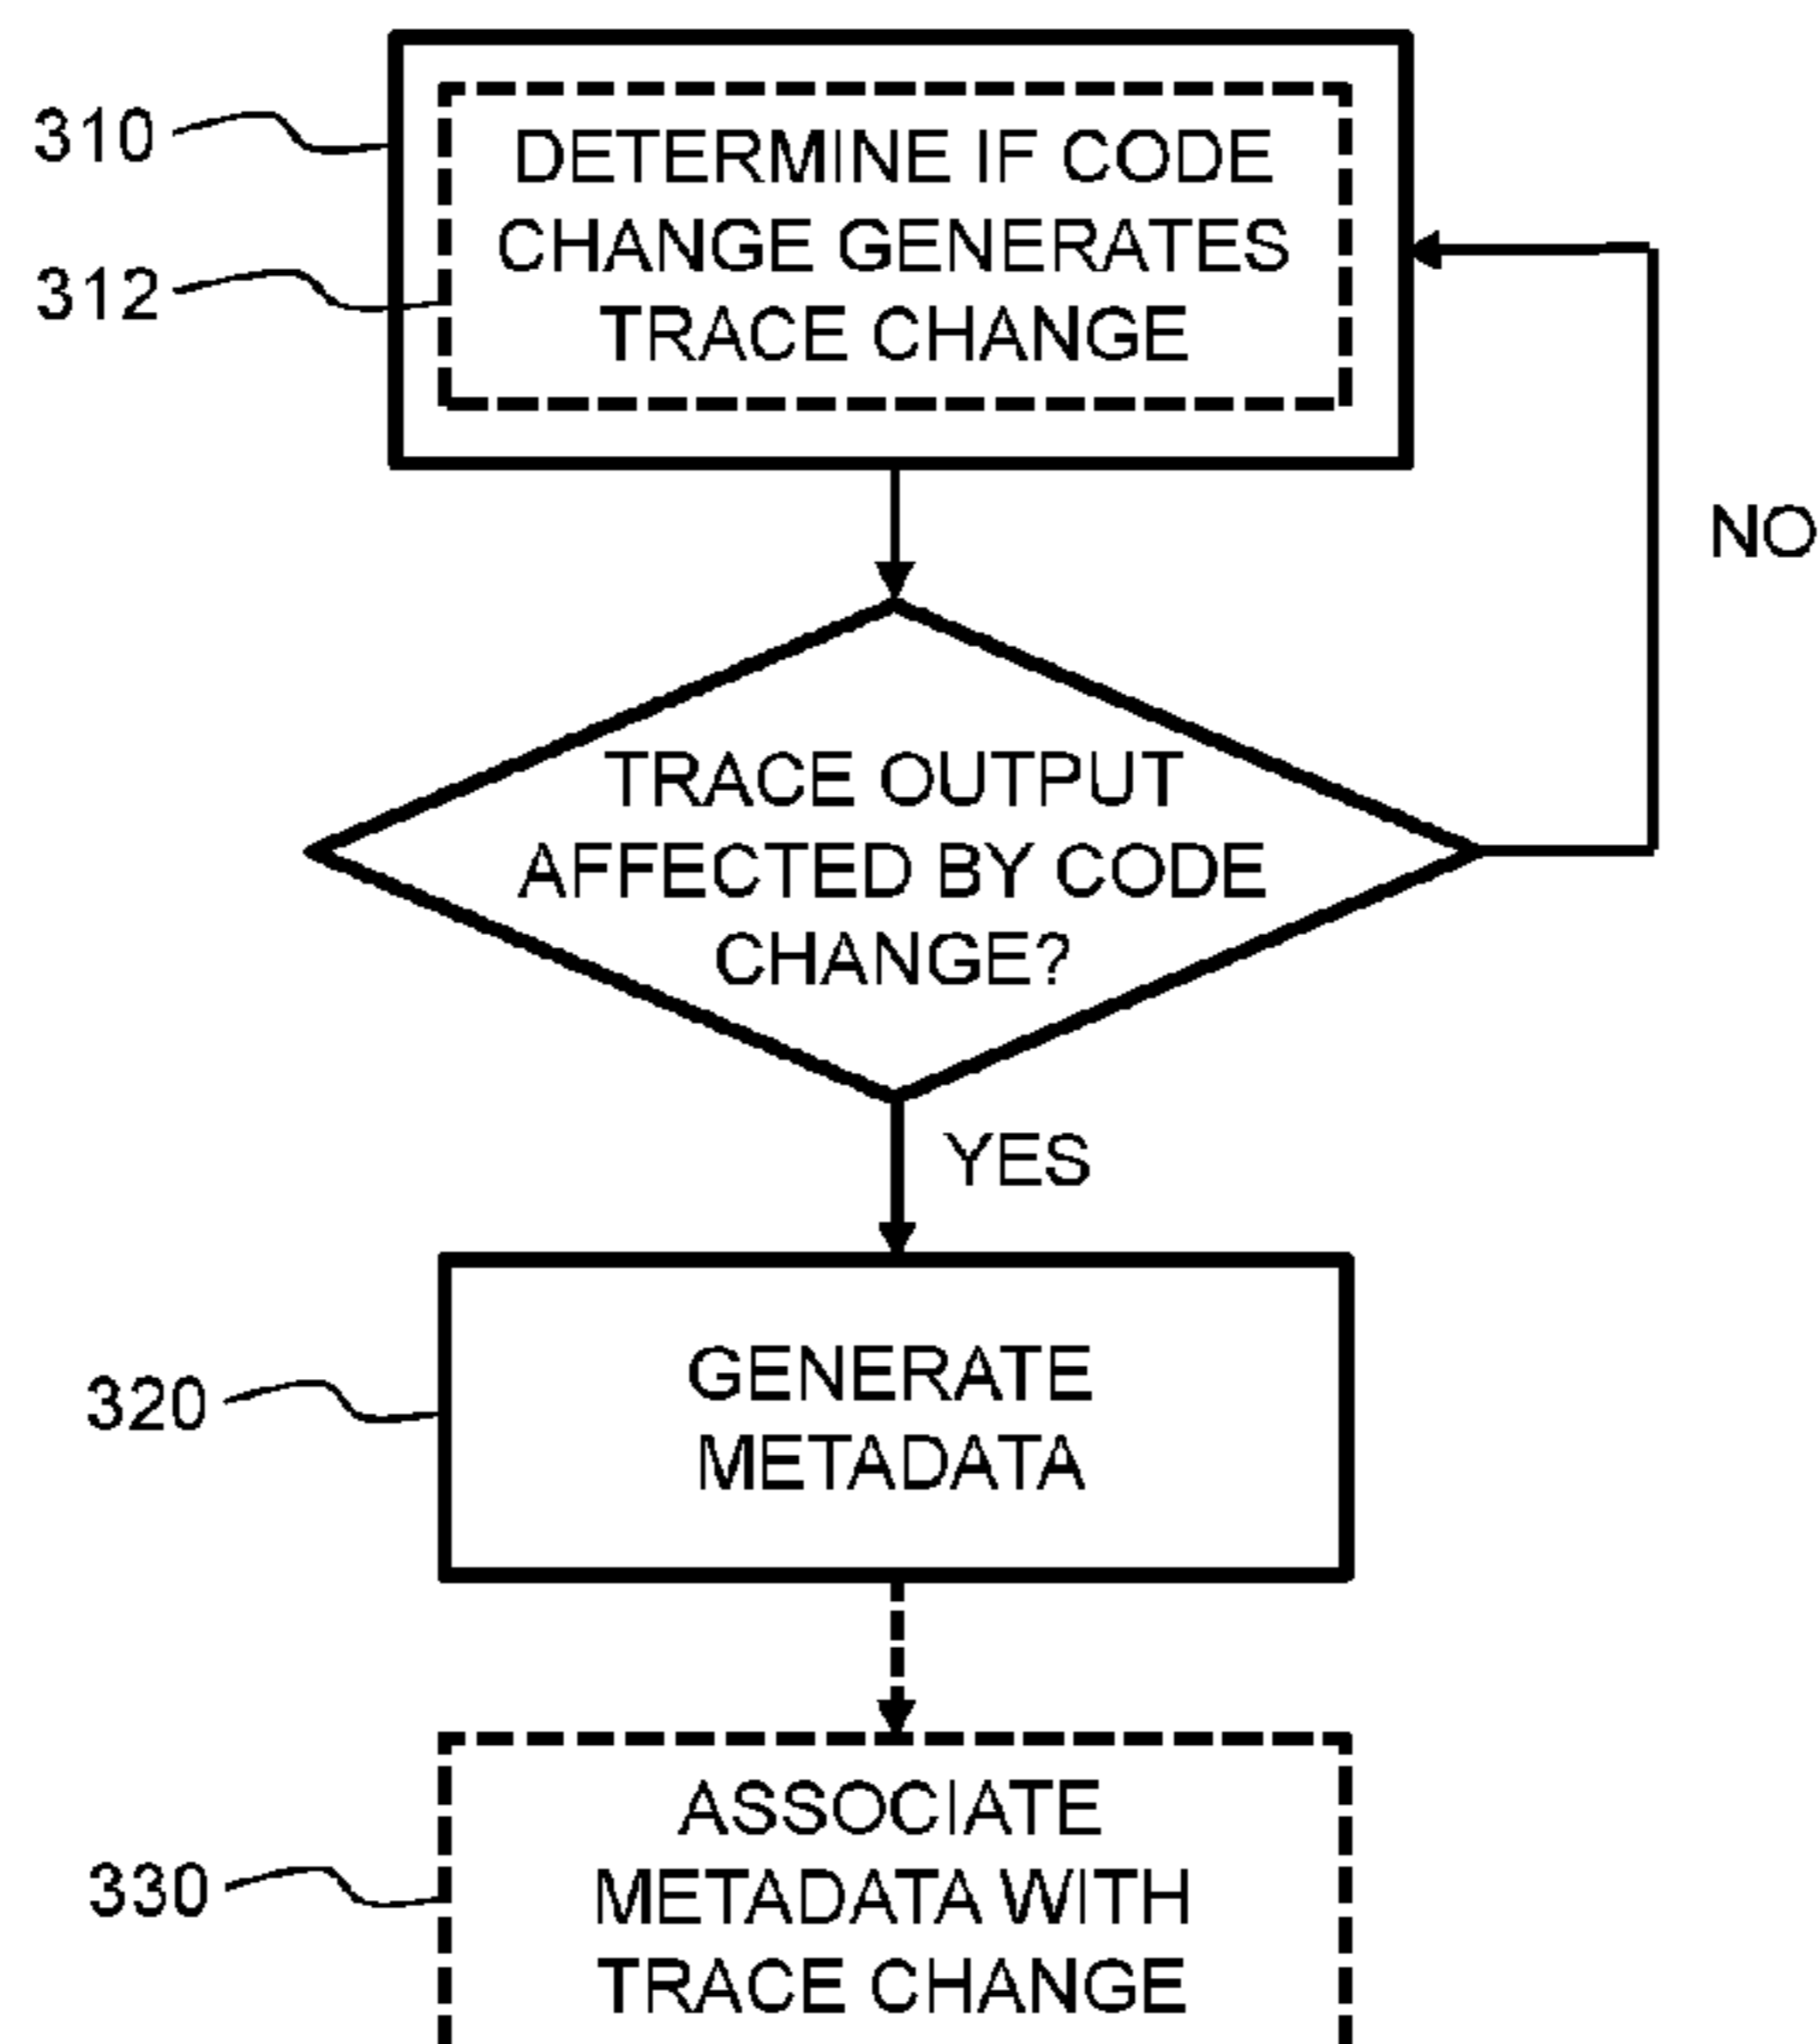 310
DETERMINE IF CODE
CHANGE GENERATES
TRACE CHANGE
312
NO
TRACE OUTPUT
AFFECTED BY CODE
CHANGE?
YES
320
GENERATE
METADATA
330
ASSOCIATE
METADATA WITH
TRACE CHANGE